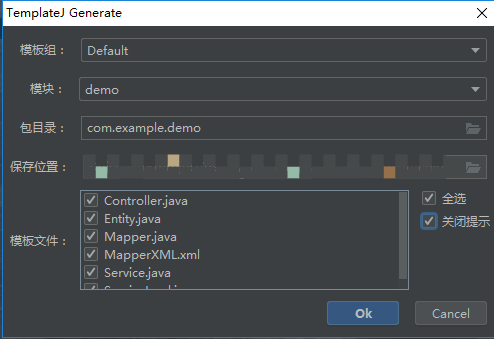 TemplateJ Generate
模板组： Default
模块： demo
包目录： com.example.demo
保存位置：
模板文件：
Controller.java
Entity.java
Mapper.java
MapperXML.xml
Service.java
全选
关闭提示
Ok Cancel